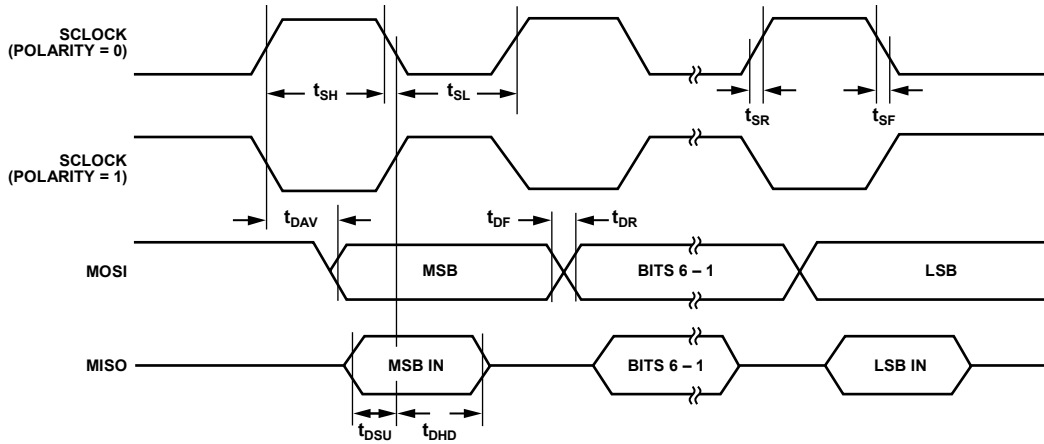 SCLOCK
(POLARITY = 0)
tSH
tSL
tSR
tSF
SCLOCK
(POLARITY = 1)
tDAV
tDF
tDR
MOSI
MSB
BITS 6 – 1
LSB
MISO
MSB IN
BITS 6 – 1
LSB IN
tDSU
tDHD